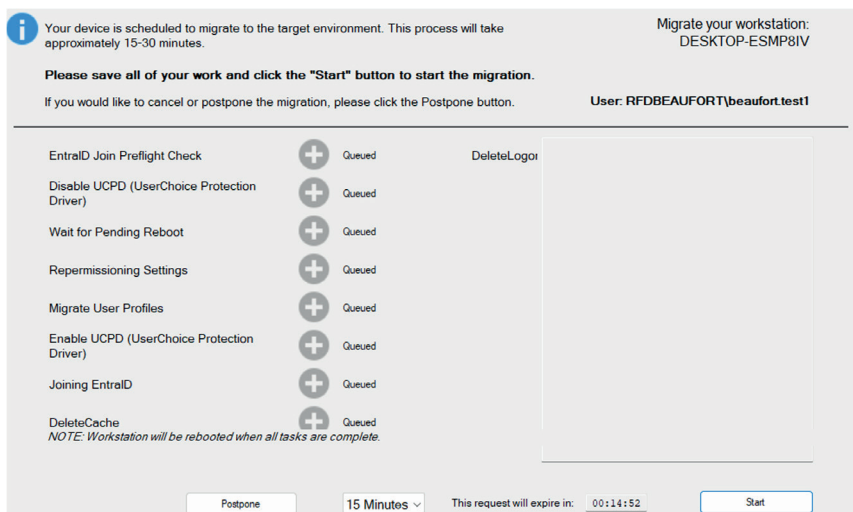 Your device is scheduled to migrate to the target environment. This process will take
approximately 15-30 minutes.
Please save all of your work and click the "Start" button to start the migration.
If you would like to cancel or postpone the migration, please click the Postpone button.
Migrate your workstation:
DESKTOP-ESMP8IV
User: RFDBEAUFORT\beaufort.test1
EntraID Join Preflight Check
Queued
DeleteLogon
Disable UCPD (UserChoice Protection
Driver)
Queued
Wait for Pending Reboot
Queued
Repermissioning Settings
Queued
Migrate User Profiles
Queued
Enable UCPD (UserChoice Protection
Driver)
Queued
Joining EntraID
Queued
DeleteCache
Queued
NOTE: Workstation will be rebooted when all tasks are complete.
Postpone
15 Minutes
This request will expire in:
00:14:52
Start